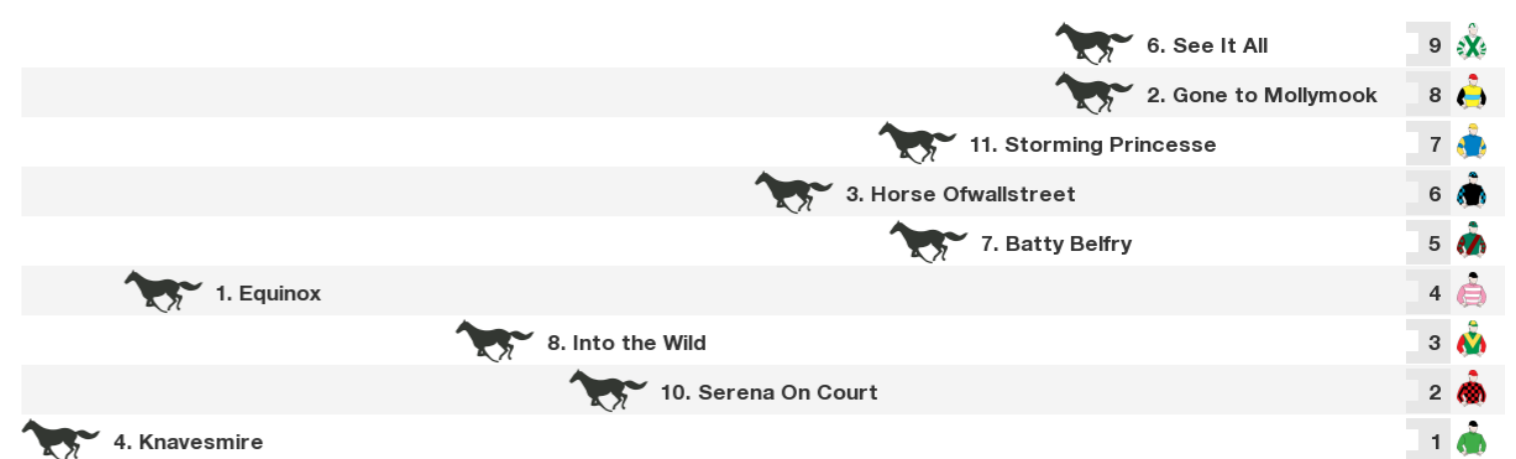 6. See It All 9
2. Gone to Mollymook 8
11. Storming Princesse 7
3. Horse Ofwallstreet 6
7. Batty Belfry 5
1. Equinox 4
8. Into the Wild 3
10. Serena On Court 2
4. Knavesmire 1